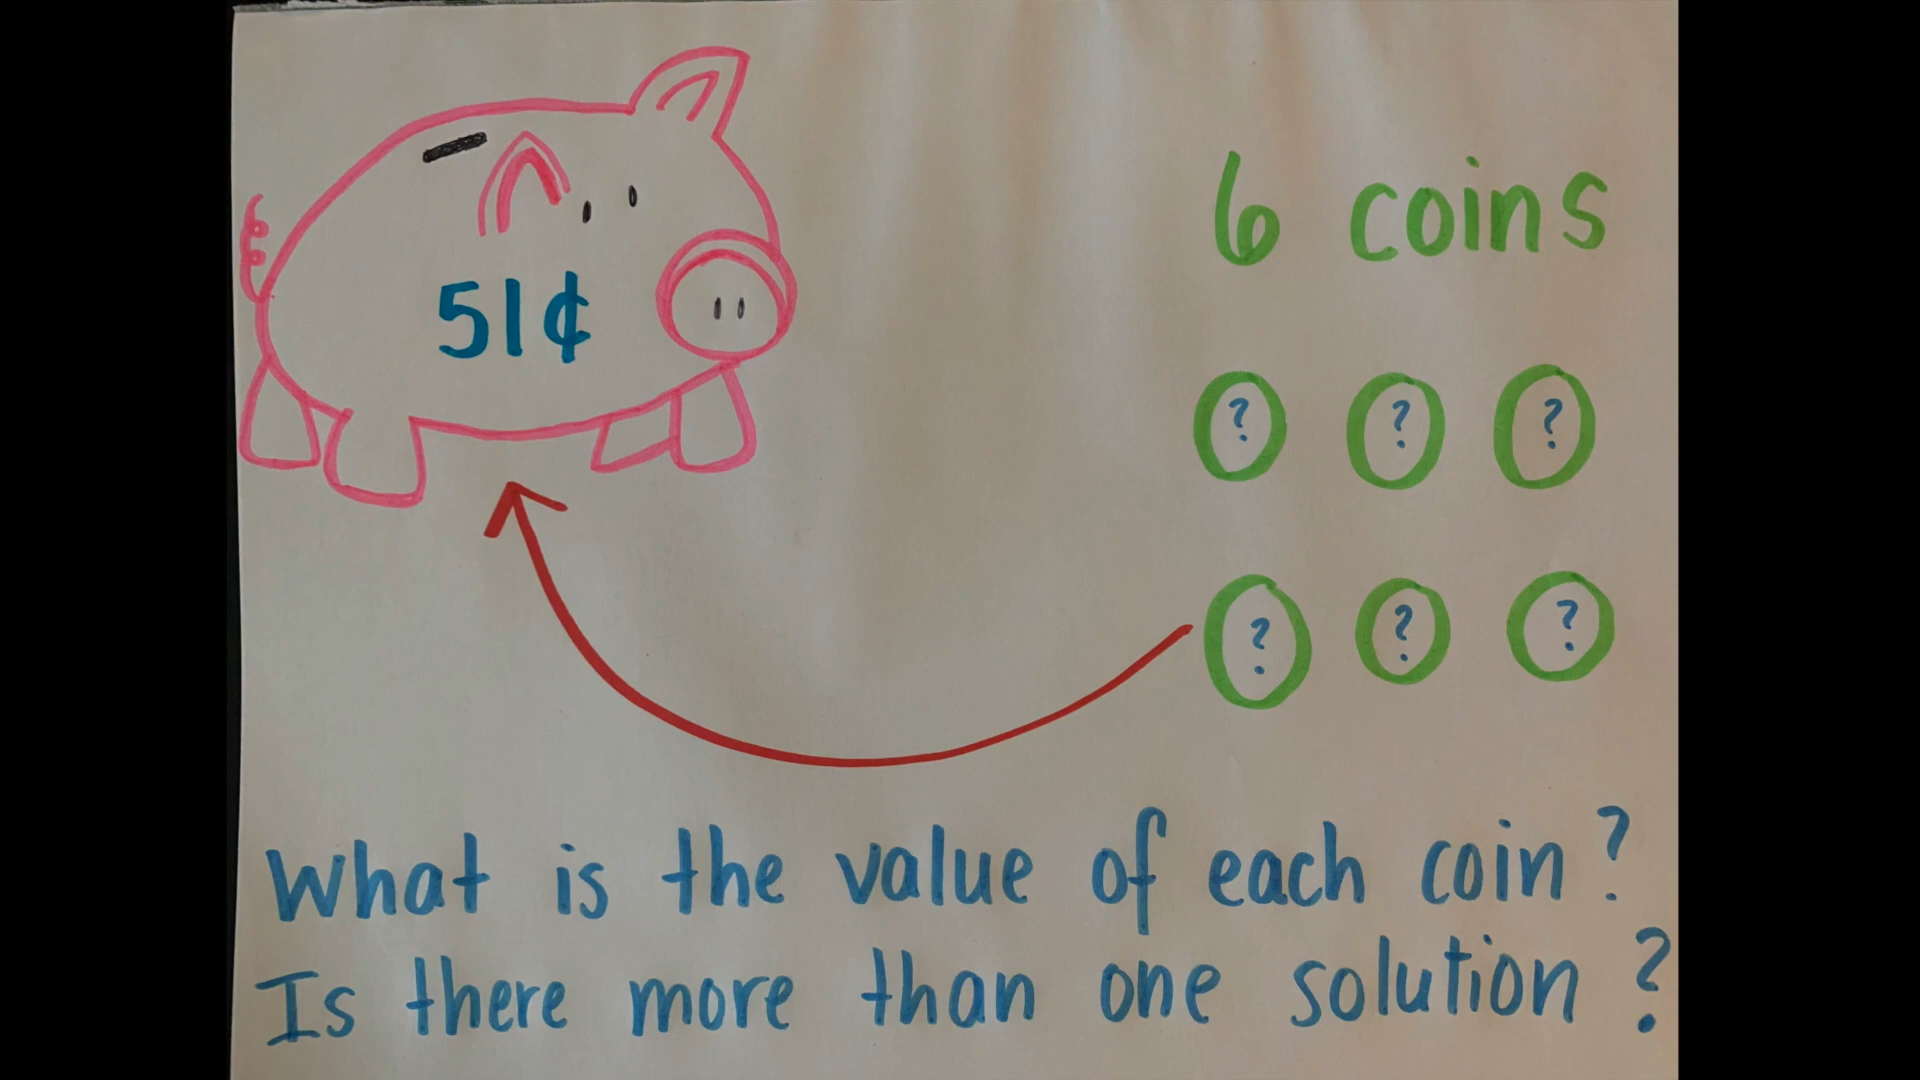 51¢
6 coins
? ? ?
? ? ?
What is the value of each coin?
Is there more than one solution?